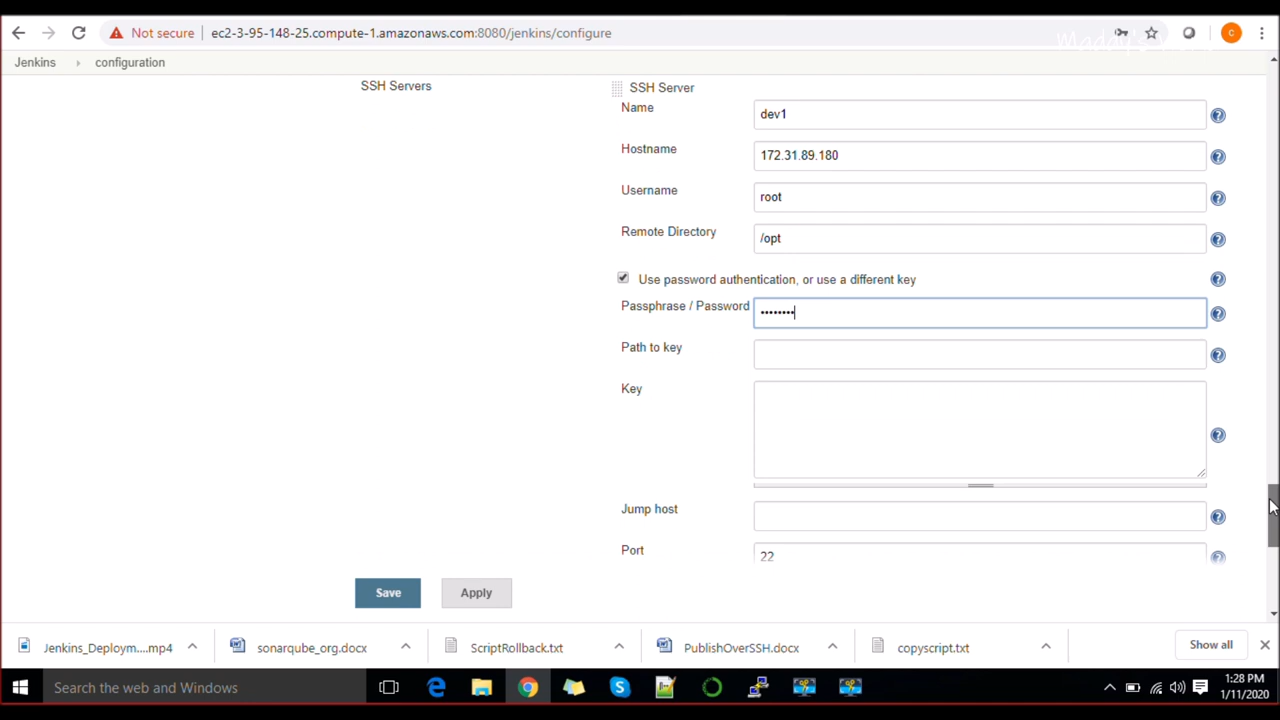 Not secure ec2-3-95-148-25.compute-1.amazonaws.com:8080/jenkins/configure
C
Maddy's
Jenkins configuration
SSH Servers
SSH Server
Name dev1
Hostname 172.31.89.180
Username root
Remote Directory /opt
Use password authentication, or use a different key
Passphrase / Password ••••••••
Path to key
Key
Jump host
Port 22
Save Apply
Jenkins_Deploym....mp4 sonarqube_org.docx ScriptRollback.txt PublishOverSSH.docx copyscript.txt Show all
Search the web and Windows
1:28 PM
1/11/2020